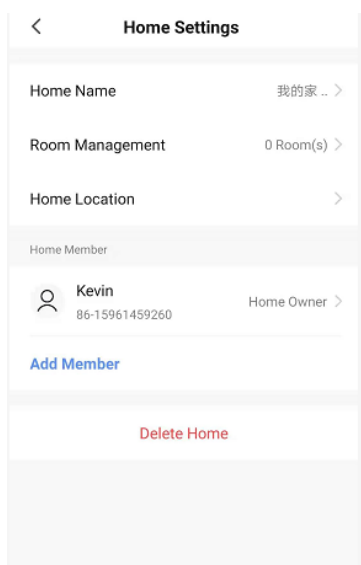 Home Settings
Home Name 我的家 ..
Room Management 0 Room(s)
Home Location
Home Member
Kevin
86-15961459260
Home Owner
Add Member
Delete Home